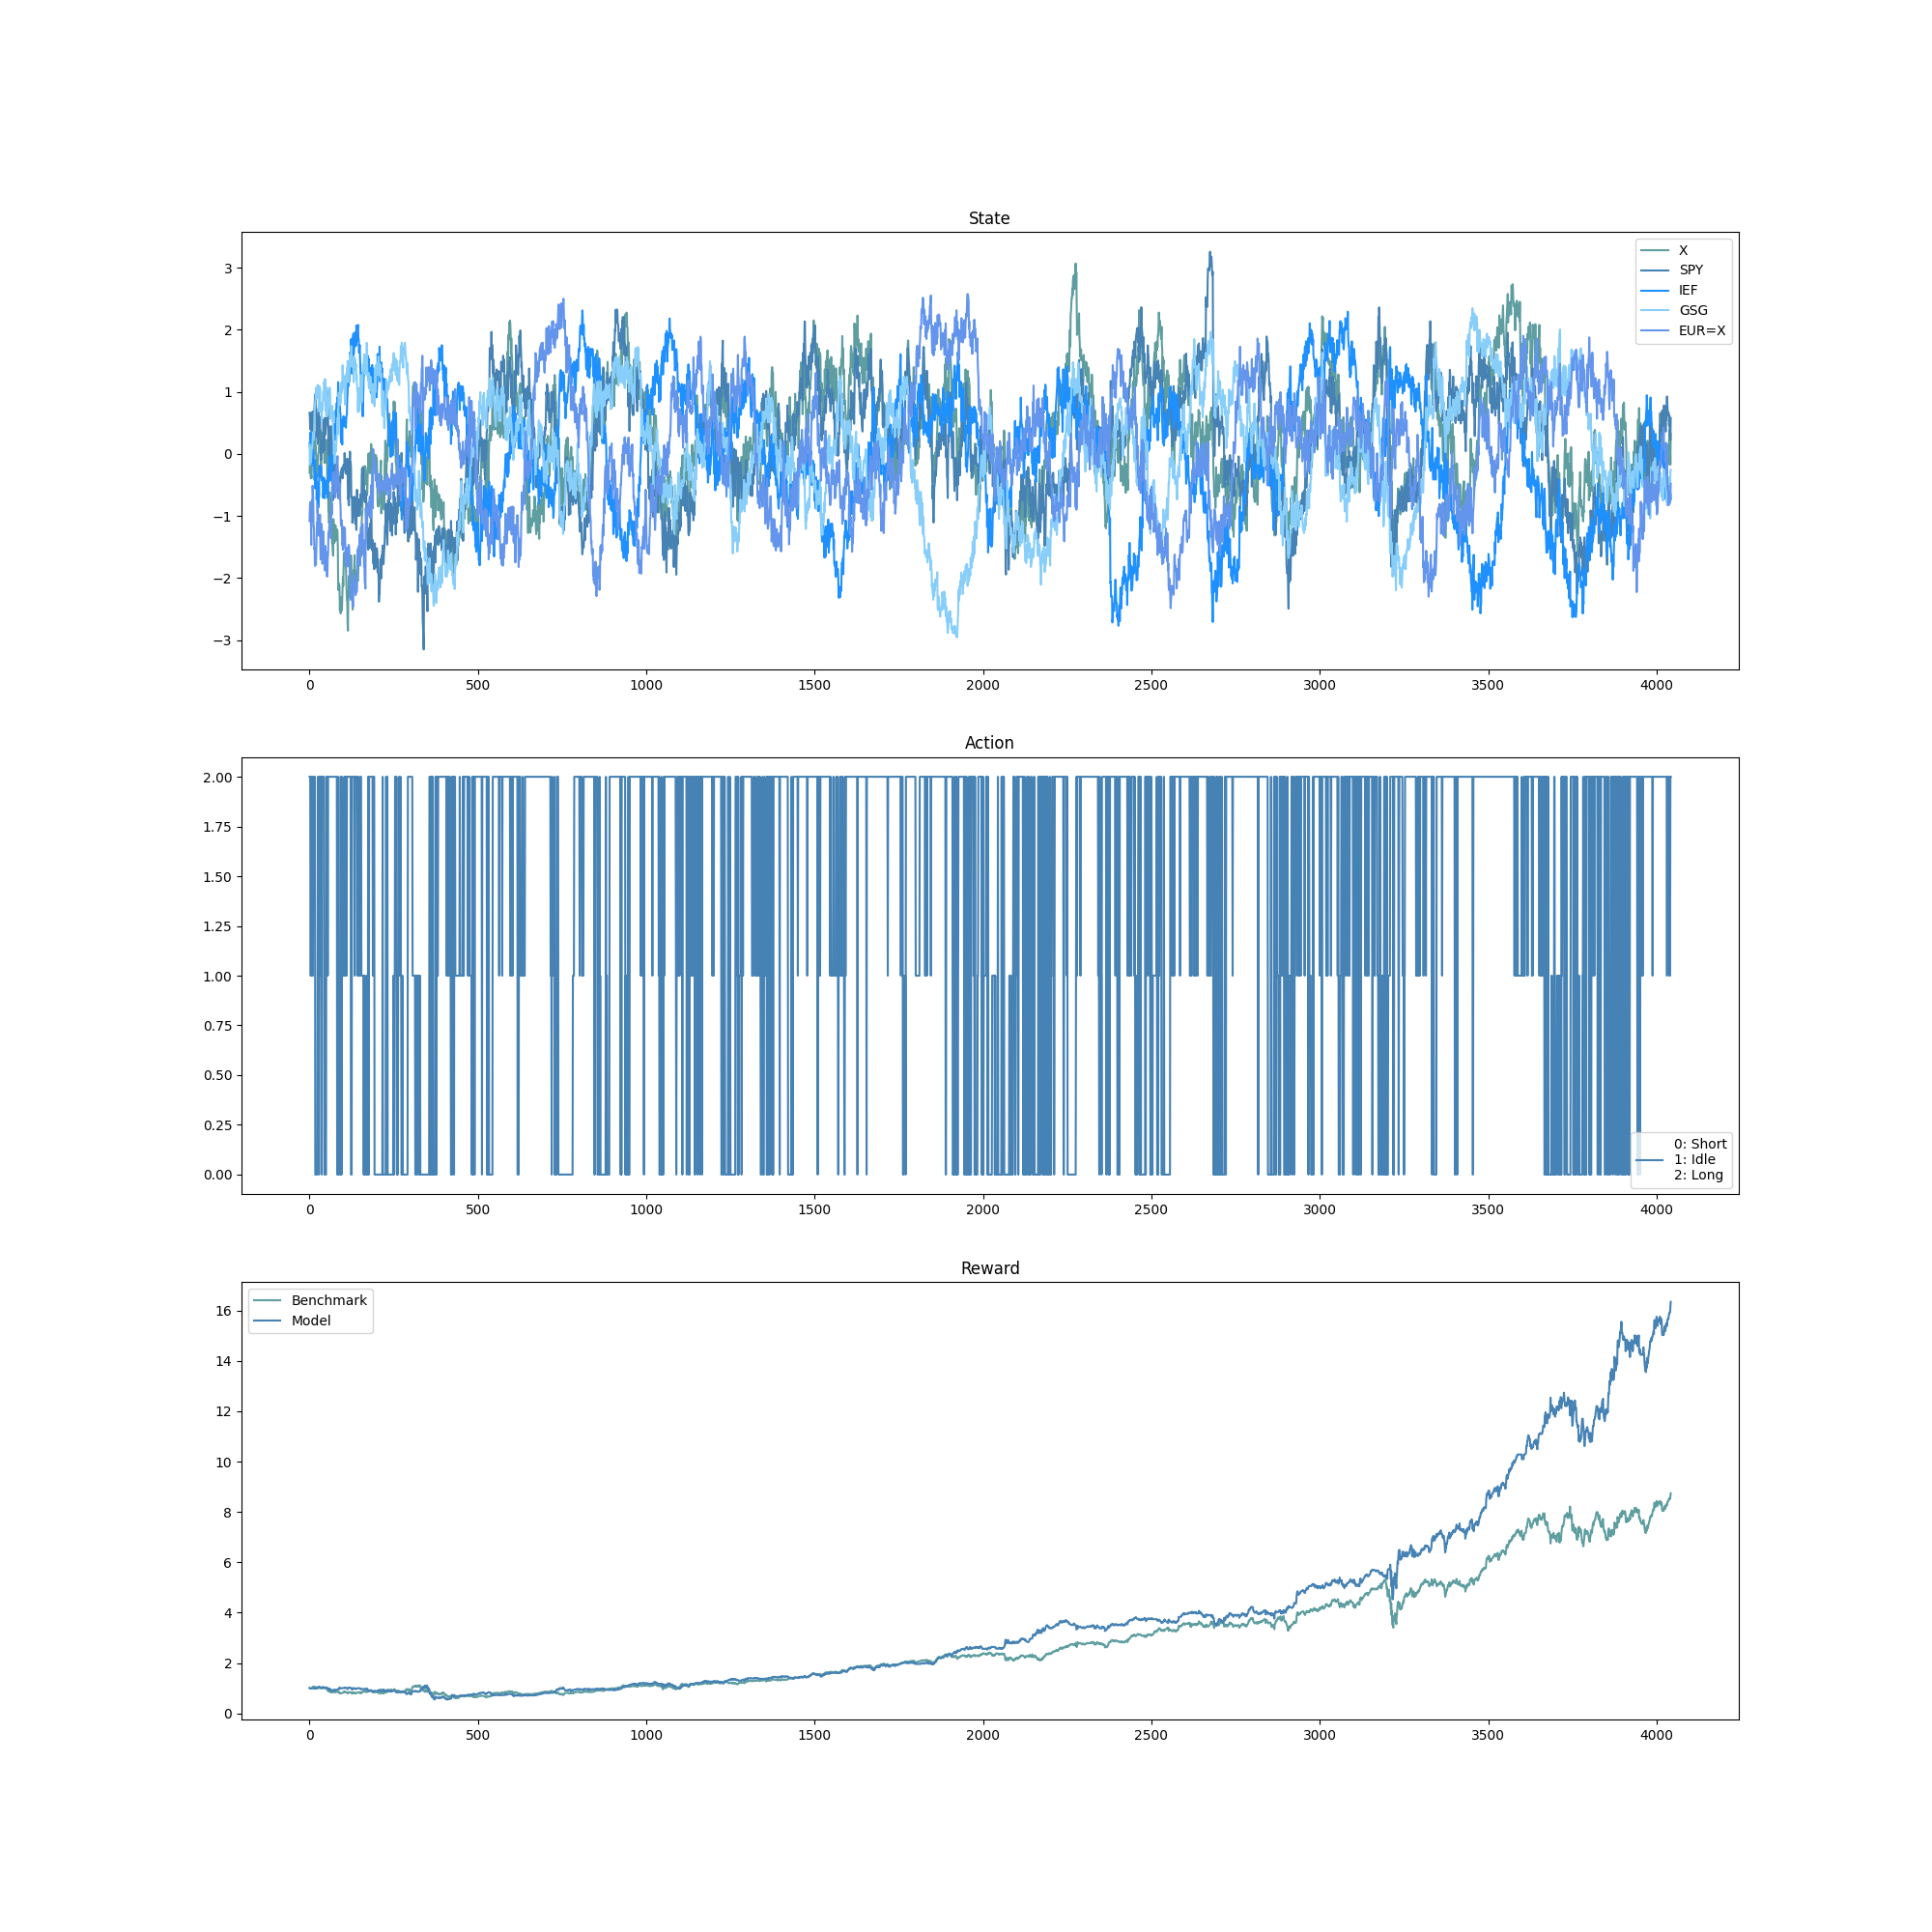 State
3
2
1
0
−1
−2
−3
X
SPY
IEF
GSG
EUR=X
0 500 1000 1500 2000 2500 3000 3500 4000
Action
2.00
1.75
1.50
1.25
1.00
0.75
0.50
0.25
0.00
0: Short
1: Idle
2: Long
0 500 1000 1500 2000 2500 3000 3500 4000
Reward
Benchmark
Model
16
14
12
10
8
6
4
2
0
0 500 1000 1500 2000 2500 3000 3500 4000